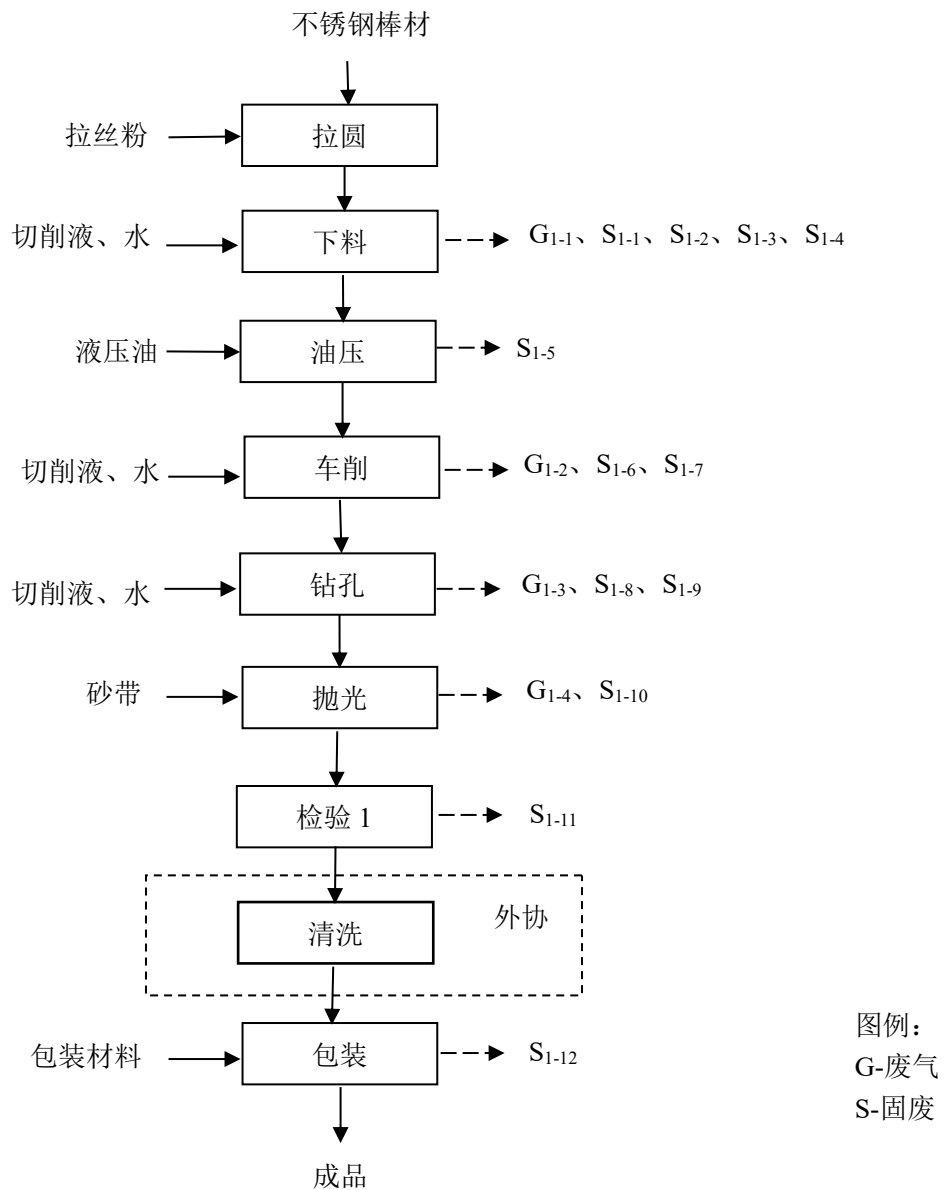 不锈钢棒材
拉丝粉
拉圆
切削液、水
下料
G1-1、S1-1、S1-2、S1-3、S1-4
液压油
油压
S1-5
切削液、水
车削
G1-2、S1-6、S1-7
切削液、水
钻孔
G1-3、S1-8、S1-9
砂带
抛光
G1-4、S1-10
检验 1
S1-11
外协
清洗
包装材料
包装
S1-12
成品
图例：
G-废气
S-固废